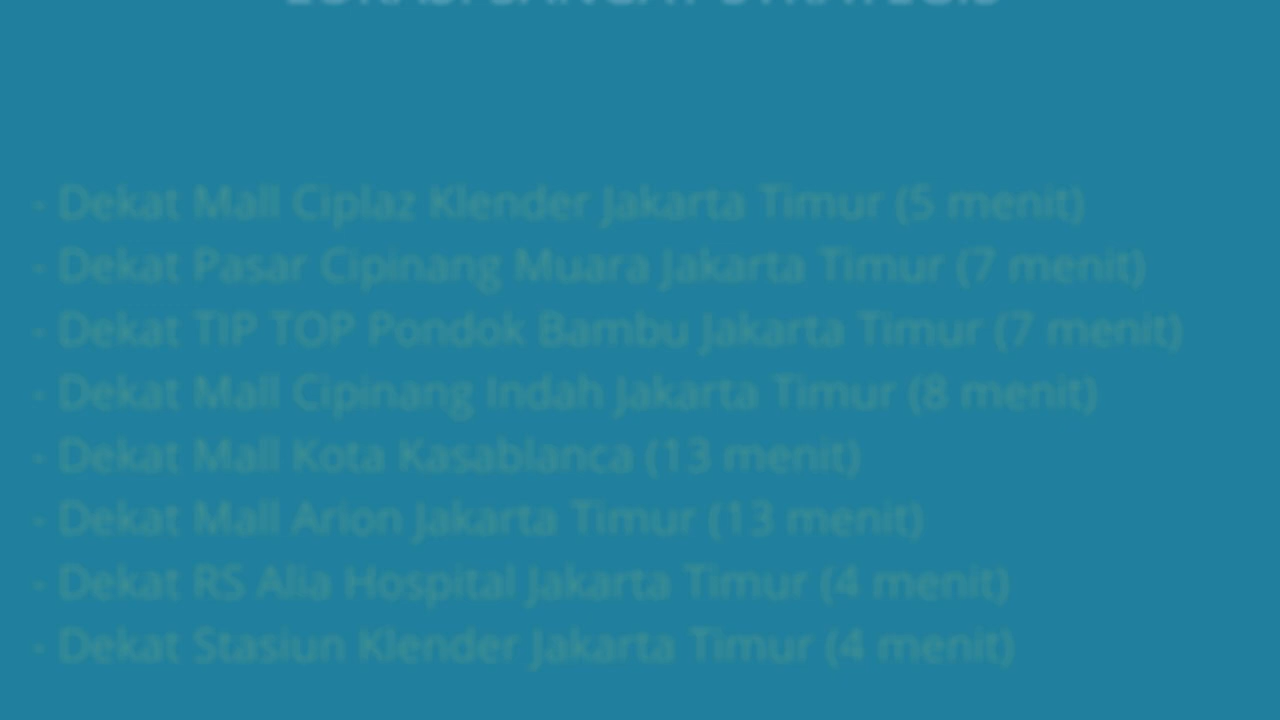 LOKASI SANGAT STRATEGIS
- Dekat Mall Ciplaz Klender Jakarta Timur (5 menit)
- Dekat Pasar Cipinang Muara Jakarta Timur (7 menit)
- Dekat TIP TOP Pondok Bambu Jakarta Timur (7 menit)
- Dekat Mall Cipinang Indah Jakarta Timur (8 menit)
- Dekat Mall Kota Kasablanca (13 menit)
- Dekat Mall Arion Jakarta Timur (13 menit)
- Dekat RS Alia Hospital Jakarta Timur (4 menit)
- Dekat Stasiun Klender Jakarta Timur (4 menit)